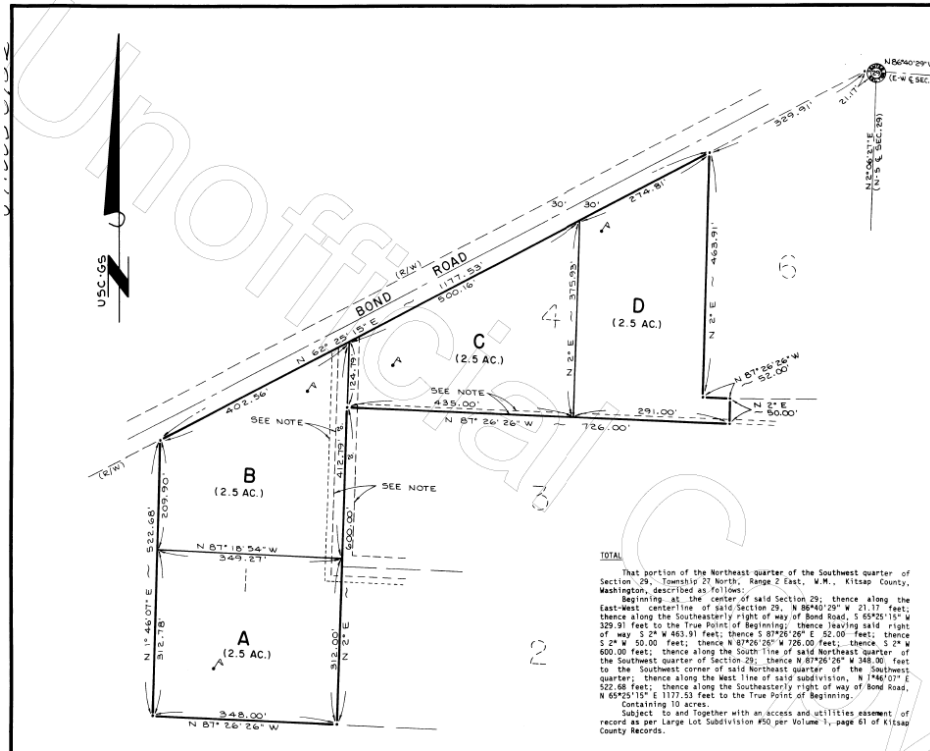 N 86°40'29" W
(E-W ℄ SEC.
21.17'
329.91'
N 2°06'27" E
(N-S ℄ SEC. 29)
USC-GS
N
Unofficial
30' 30'
274.81'
(R/W)
BOND ROAD
1177.53'
500.16'
N 62° 25' 15" E ~
402.56'
(R/W)
N 2° E ~ 463.91'
N 2° E ~ 375.93'
5
4
D
(2.5 AC.)
C
(2.5 AC.)
N 87° 26' 26" W
~ 52.00'
N 2° E
~ 50.00'
124.79'
SEE NOTE
435.00'
291.00'
N 87° 26' 26" W ~ 726.00'
SEE NOTE
412.79'
SEE NOTE
600.00'
3
B
(2.5 AC.)
209.90'
N 1° 46' 07" E ~ 522.68'
N 87° 18' 54" W
349.27'
A
(2.5 AC.)
312.78'
312.00'
N 2° E ~
2
348.00'
N 87° 26' 26" W
TOTAL
That portion of the Northeast quarter of the Southwest quarter of
Section 29, Township 27 North, Range 2 East, W.M., Kitsap County,
Washington, described as follows:
Beginning at the center of said Section 29; thence along the
East-West centerline of said Section 29, N 86°40'29" W 21.17 feet;
thence along the Southeasterly right of way of Bond Road, S 65°25'15" W
329.91 feet to the True Point of Beginning; thence leaving said right
of way S 2° W 463.91 feet; thence S 87°26'26" E 52.00 feet; thence
S 2° W 50.00 feet; thence N 87°26'26" W 726.00 feet; thence S 2° W
600.00 feet; thence along the South line of said Northeast quarter of
the Southwest quarter of Section 29; thence N 87°26'26" W 348.00 feet
to the Southwest corner of said Northeast quarter of the Southwest
quarter; thence along the West line of said subdivision, N 1°46'07" E
522.68 feet; thence along the Southeasterly right of way of Bond Road,
N 65°25'15" E 1177.53 feet to the True Point of Beginning.
Containing 10 acres.
Subject to and Together with an access and utilities easement of
record as per Large Lot Subdivision #50 per Volume 1, page 61 of Kitsap
County Records.